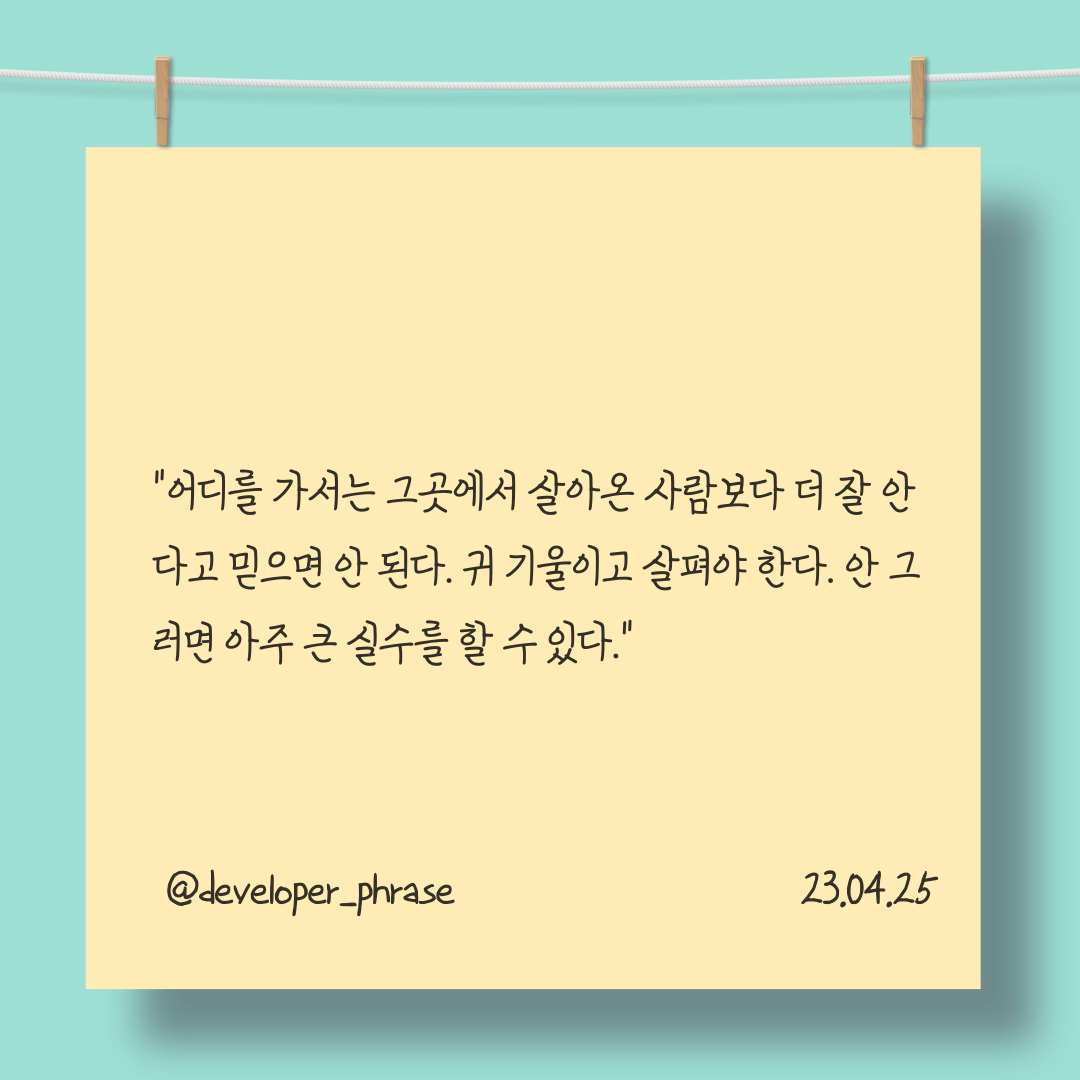 "어디를 가서는 그곳에서 살아온 사람보다 더 잘 안
다고 믿으면 안 된다. 귀 기울이고 살펴야 한다. 안 그
러면 아주 큰 실수를 할 수 있다."
@developer_phrase 23.04.25